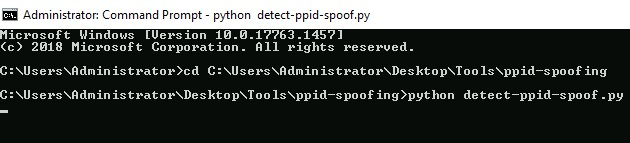 Administrator: Command Prompt - python  detect-ppid-spoof.py
Microsoft Windows [Version 10.0.17763.1457]
(c) 2018 Microsoft Corporation. All rights reserved.
C:\Users\Administrator>cd C:\Users\Administrator\Desktop\Tools\ppid-spoofing
C:\Users\Administrator\Desktop\Tools\ppid-spoofing>python detect-ppid-spoof.py